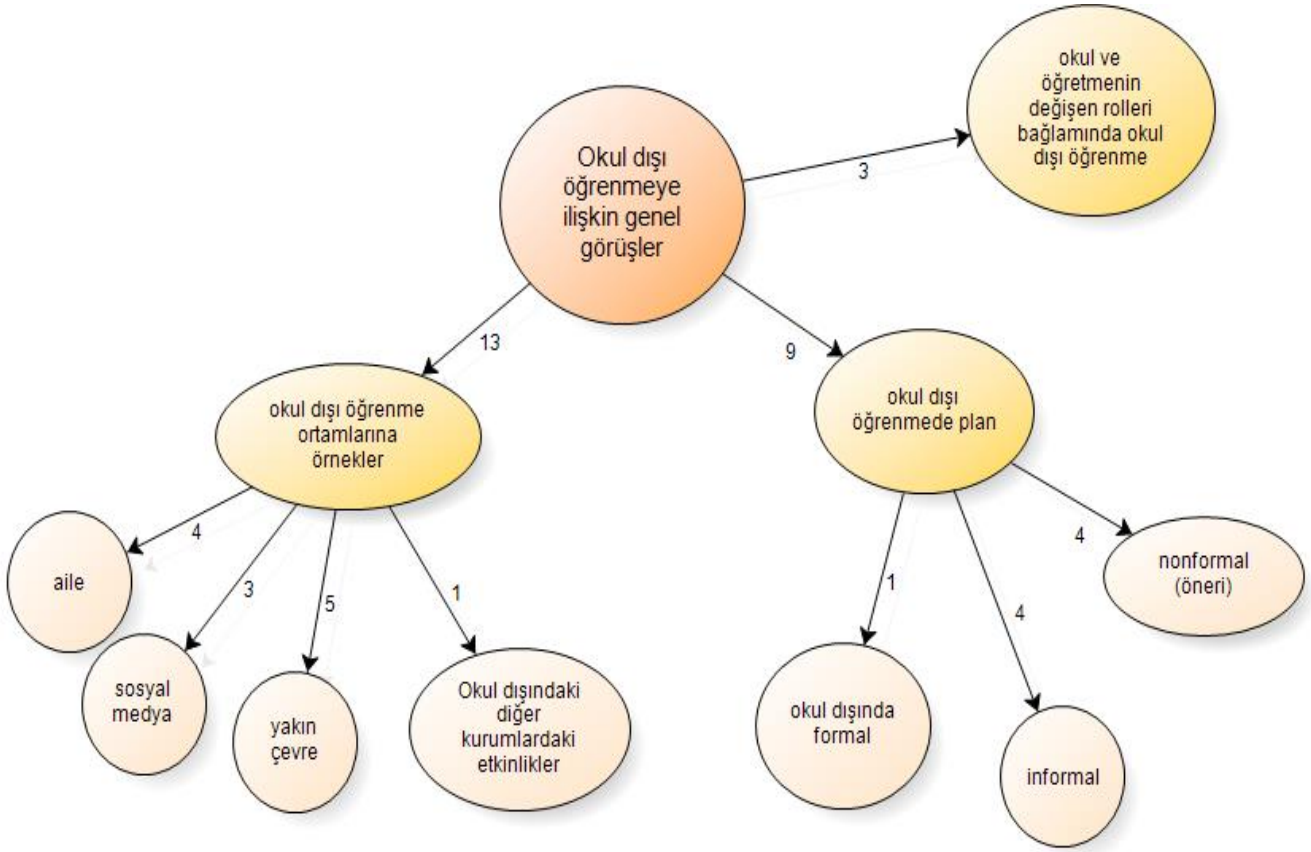 okul ve
öğretmenin
değişen rolleri
bağlamında okul
dışı öğrenme
Okul dışı
öğrenmeye
ilişkin genel
görüşler
3
13
9
okul dışı öğrenme
ortamlarına
örnekler
okul dışı
öğrenmede plan
4
3
5
1
1
4
4
aile
sosyal
medya
yakın
çevre
Okul dışındaki
diğer
kurumlardaki
etkinlikler
okul dışında
formal
informal
nonformal
(öneri)